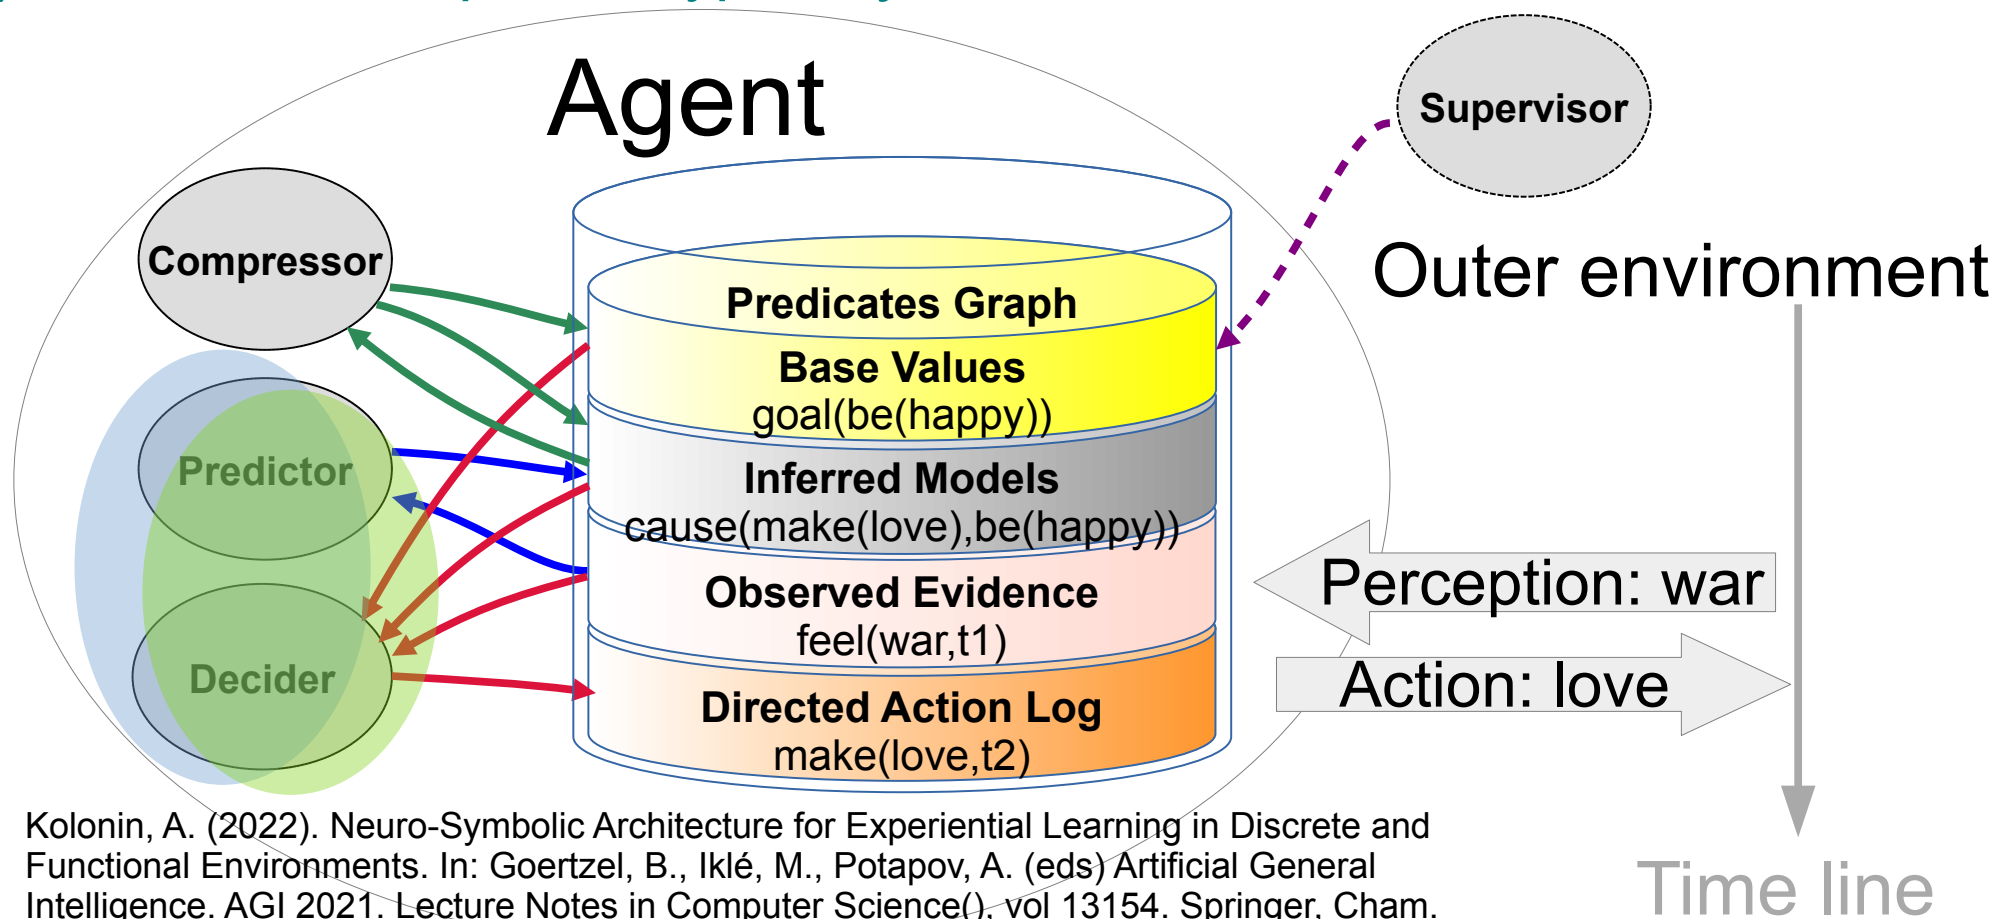 Agent
Supervisor
Compressor
Outer environment
Predicates Graph
Base Values
goal(be(happy))
Predictor
Inferred Models
cause(make(love),be(happy))
Perception: war
Observed Evidence
feel(war,t1)
Action: love
Decider
Directed Action Log
make(love,t2)
Kolonin, A. (2022). Neuro-Symbolic Architecture for Experiential Learning in Discrete and
Functional Environments. In: Goertzel, B., Iklé, M., Potapov, A. (eds) Artificial General
Intelligence. AGI 2021. Lecture Notes in Computer Science(), vol 13154. Springer, Cham.
Time line